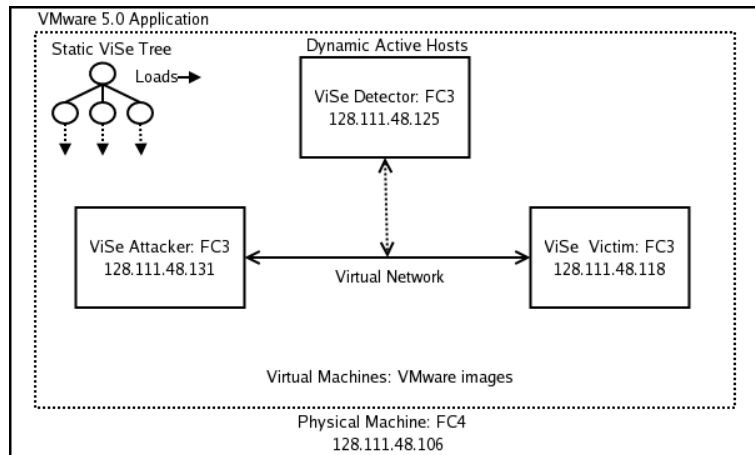 VMware 5.0 Application
Static ViSe Tree
Loads
Dynamic Active Hosts
ViSe Detector: FC3
128.111.48.125
ViSe Attacker: FC3
128.111.48.131
Virtual Network
ViSe Victim: FC3
128.111.48.118
Virtual Machines: VMware images
Physical Machine: FC4
128.111.48.106